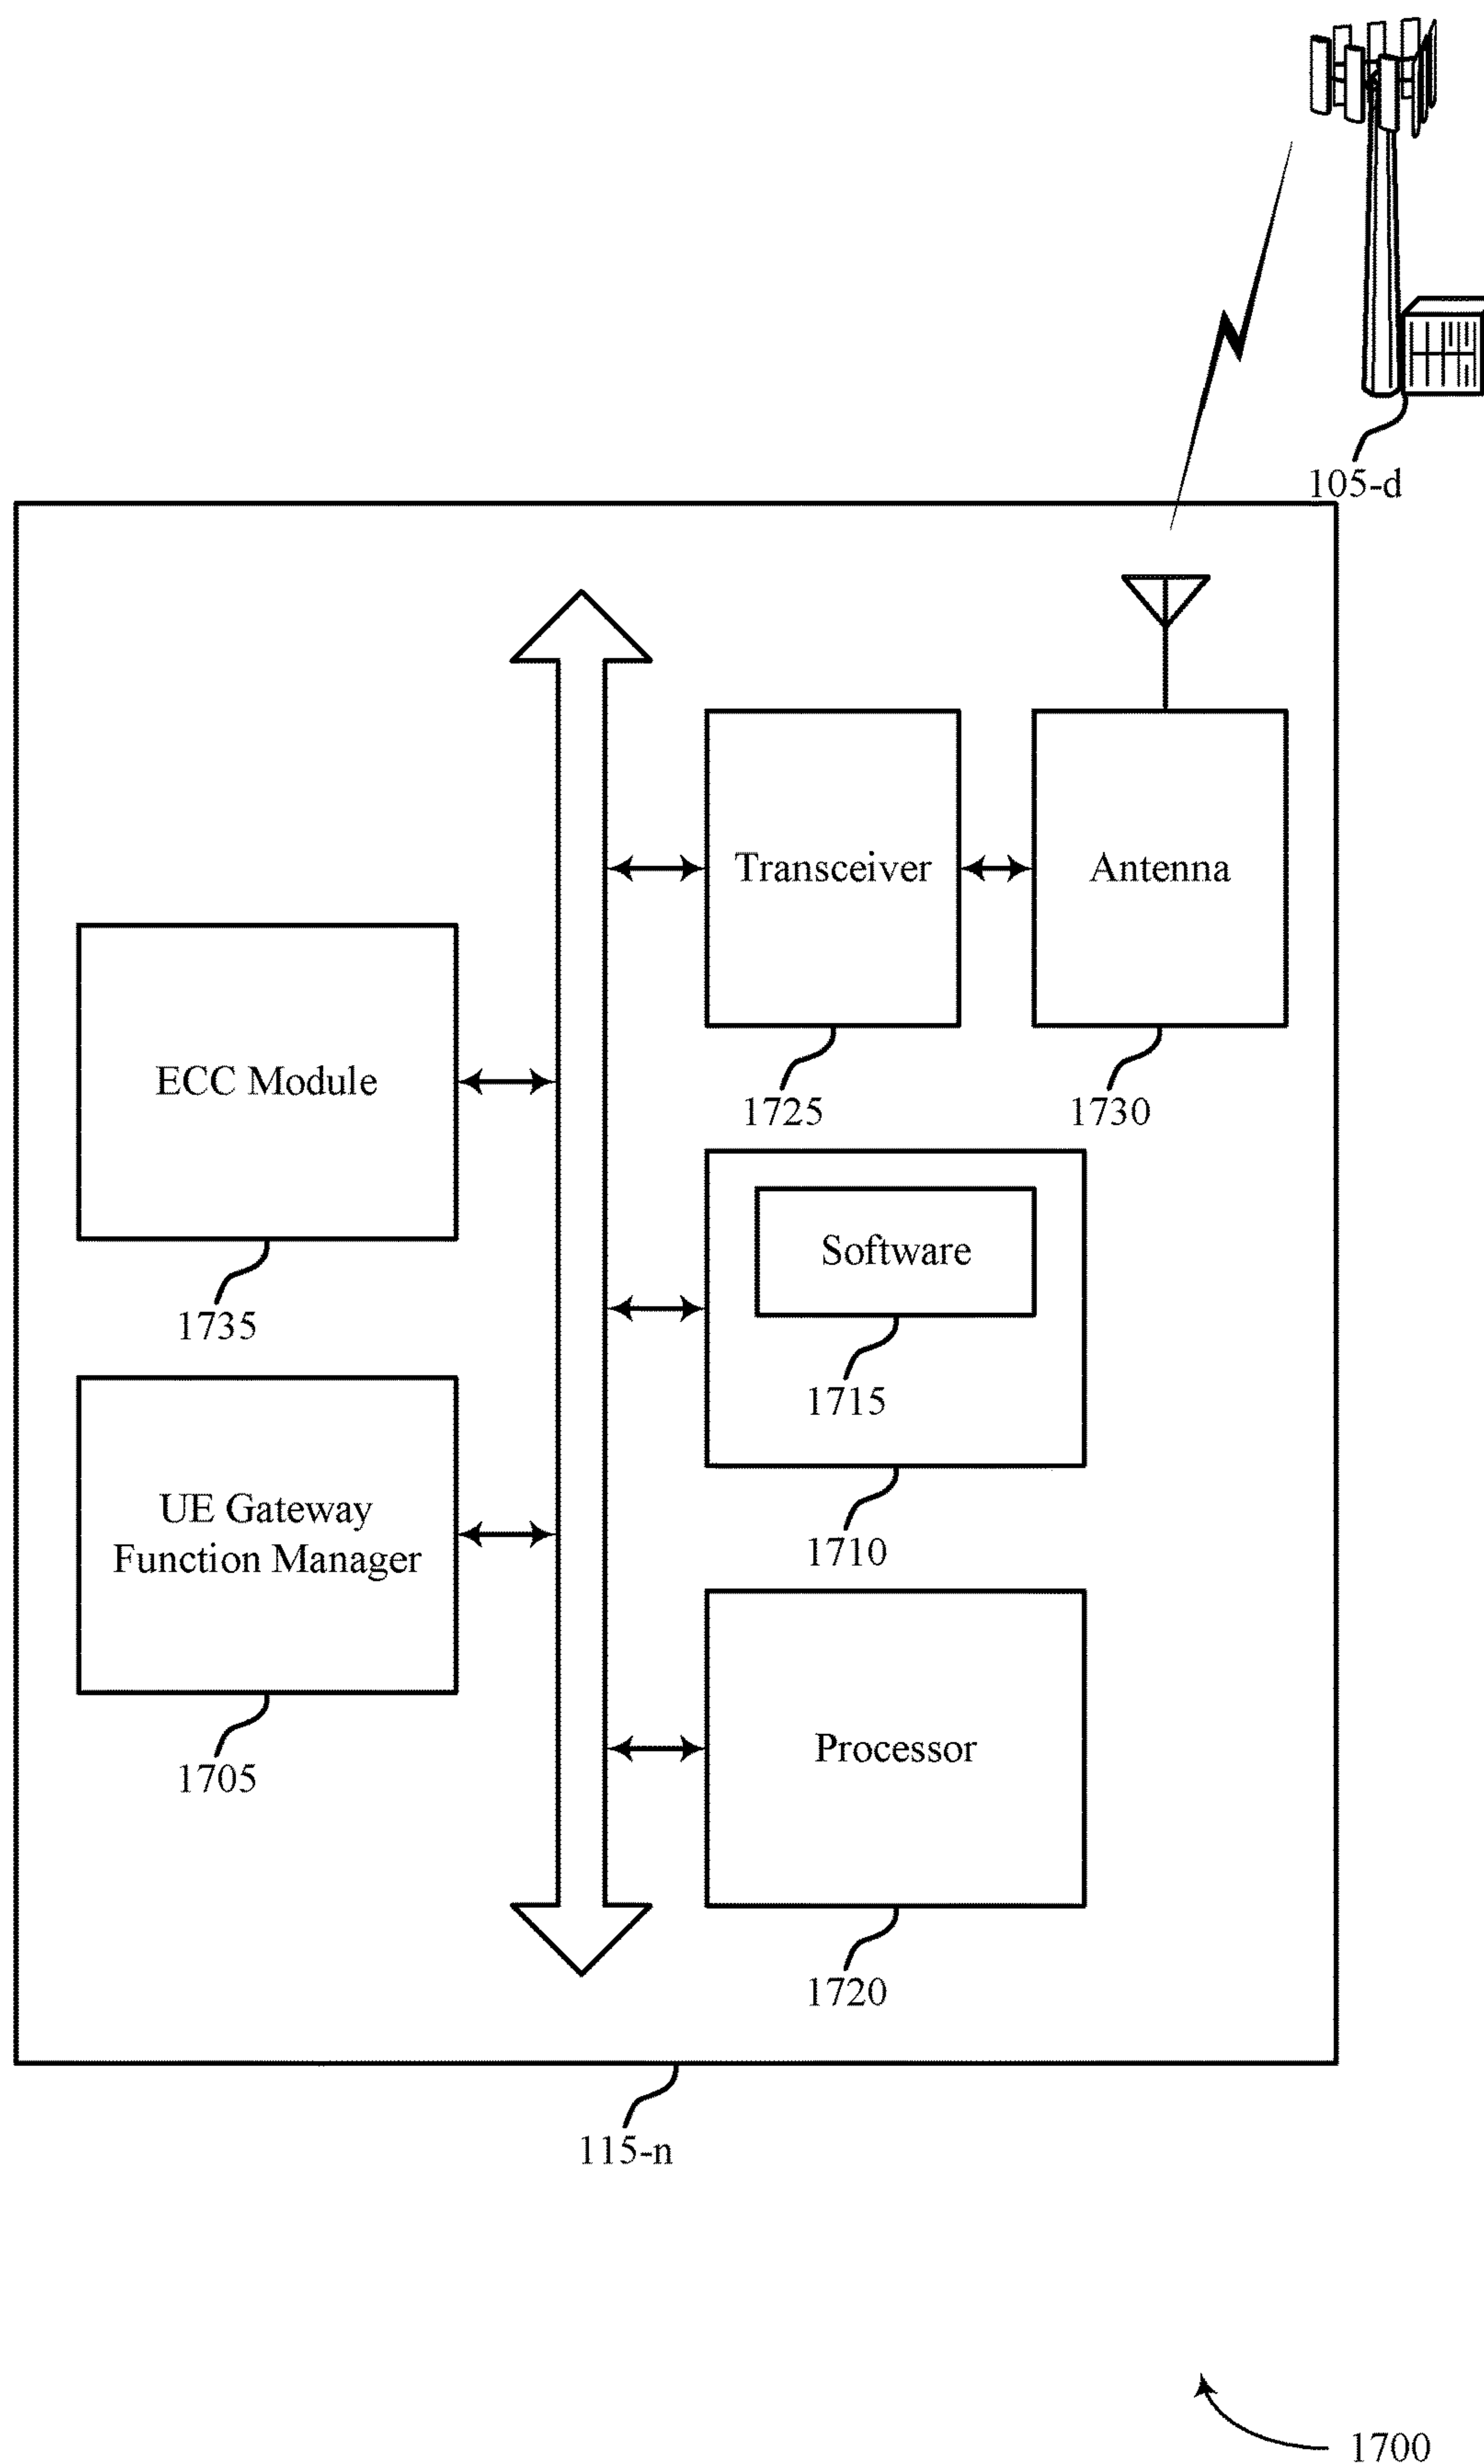 105-d
Transceiver
Antenna
1725
1730
ECC Module
1735
Software
1715
1710
UE Gateway
Function Manager
1705
Processor
1720
115-n
1700